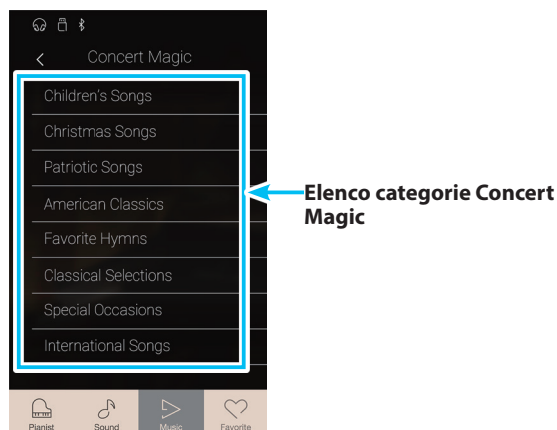 Concert Magic
Children's Songs
Christmas Songs
Patriotic Songs
American Classics
Elenco categorie Concert
Magic
Favorite Hymns
Classical Selections
Special Occasions
International Songs
Pianist Sound Music Favorite